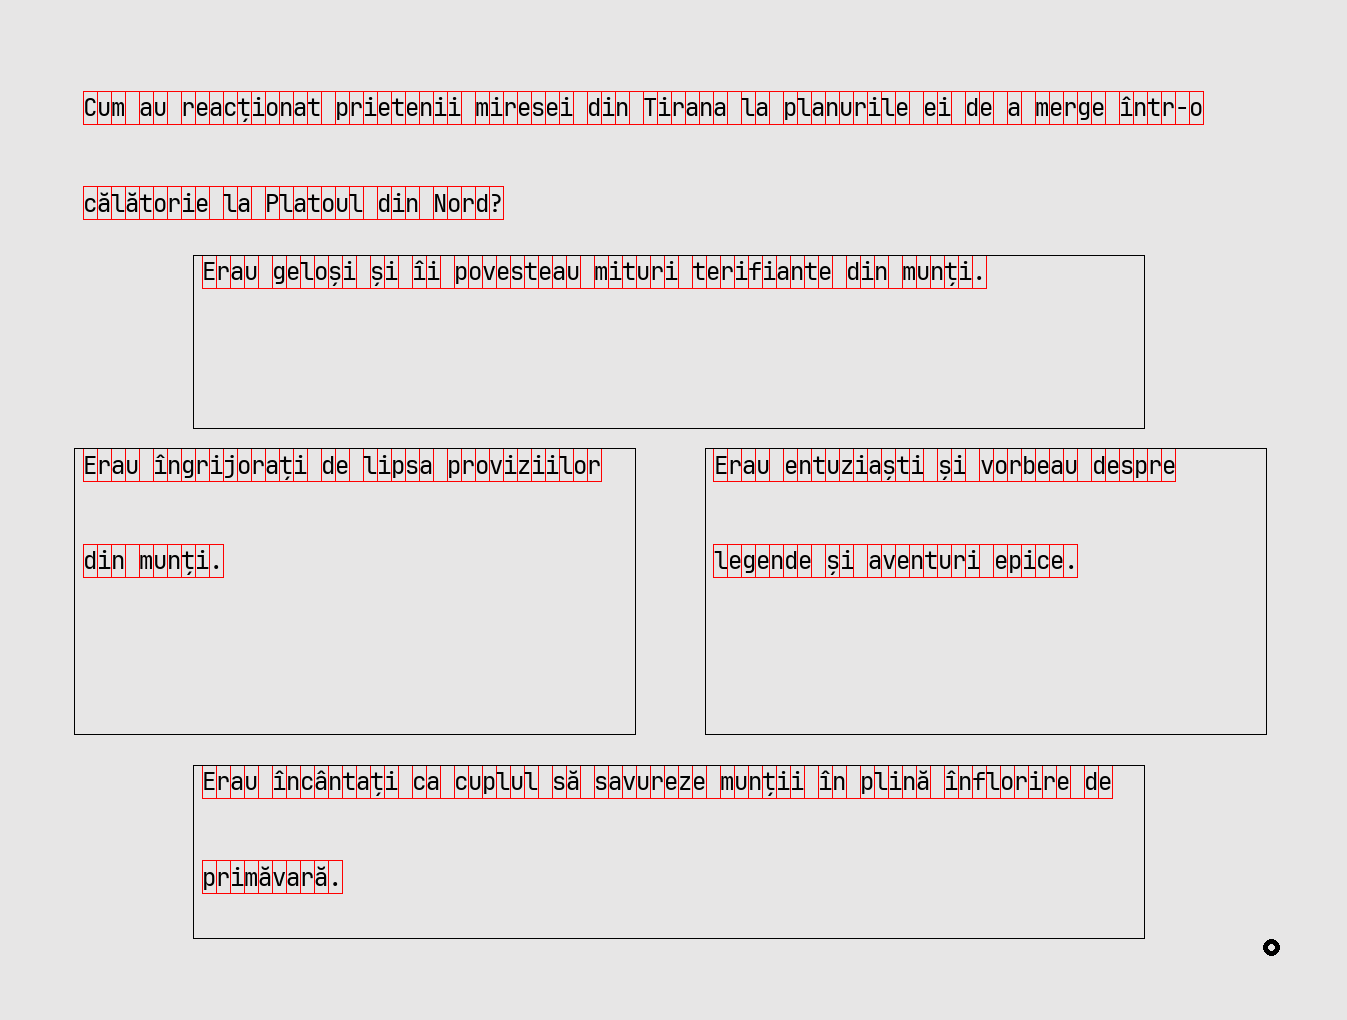 Cum au reacționat prietenii miresei din Tirana la planurile ei de a merge într-o
călătorie la Platoul din Nord?
Erau geloși și îi povesteau mituri terifiante din munți.
Erau îngrijorați de lipsa proviziilor
din munți.
Erau entuziaști și vorbeau despre
legende și aventuri epice.
Erau încântați ca cuplul să savureze munții în plină înflorire de
primăvară.